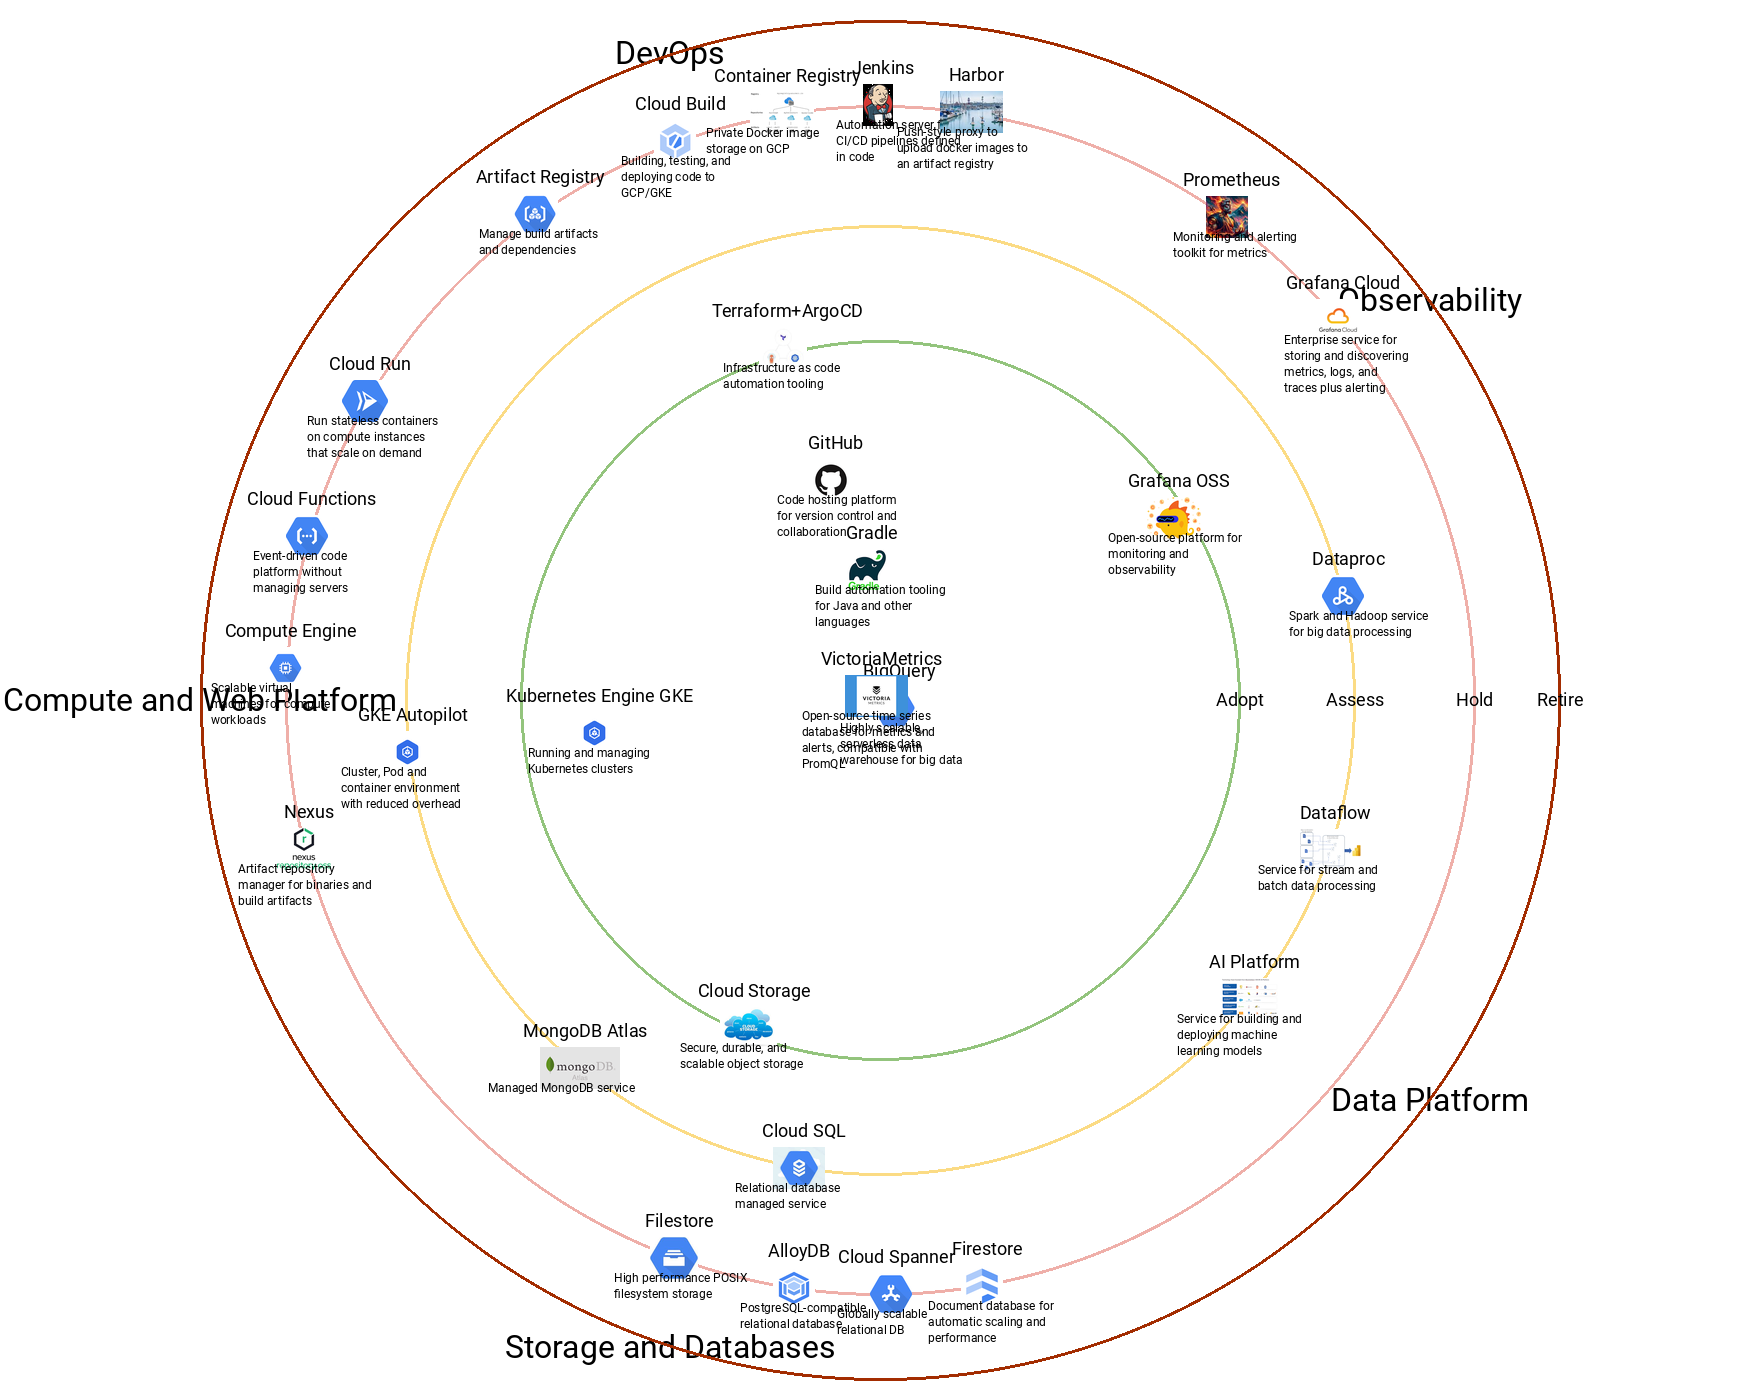 DevOps
Container Registry
Private Docker image
storage on GCP
Jenkins
Automation server,
CI/CD pipelines defined
in code
Harbor
Push-style proxy to
upload docker images to
an artifact registry
Cloud Build
Building, testing, and
deploying code to
GCP/GKE
Artifact Registry
Manage build artifacts
and dependencies
Prometheus
Monitoring and alerting
toolkit for metrics
Observability
Grafana Cloud
Grafana Cloud
Enterprise service for
storing and discovering
metrics, logs, and
traces plus alerting
Terraform+ArgoCD
Infrastructure as code
automation tooling
Cloud Run
Run stateless containers
on compute instances
that scale on demand
GitHub
Code hosting platform
for version control and
collaboration
Gradle
Gradle
Build automation tooling
for Java and other
languages
Grafana OSS
Open-source platform for
monitoring and
observability
Cloud Functions
Event-driven code
platform without
managing servers
Dataproc
Spark and Hadoop service
for big data processing
Compute Engine
Scalable virtual
machines for compute
workloads
Compute and Web Platform
GKE Autopilot
Cluster, Pod and
container environment
with reduced overhead
Kubernetes Engine GKE
Running and managing
Kubernetes clusters
VictoriaMetrics
VICTORIA
METRICS
Open-source time series
database for metrics and
alerts, compatible with
PromQL
BigQuery
Highly scalable,
serverless data
warehouse for big data
Adopt
Assess
Hold
Retire
Nexus
nexus
repository oss
Artifact repository
manager for binaries and
build artifacts
Dataflow
Service for stream and
batch data processing
AI Platform
Service for building and
deploying machine
learning models
Cloud Storage
CLOUD
STORAGE
Secure, durable, and
scalable object storage
MongoDB Atlas
mongoDB.
Atlas
Managed MongoDB service
Data Platform
Cloud SQL
Relational database
managed service
Filestore
High performance POSIX
filesystem storage
AlloyDB
PostgreSQL-compatible
relational database
Cloud Spanner
Globally scalable
relational DB
Firestore
Document database for
automatic scaling and
performance
Storage and Databases